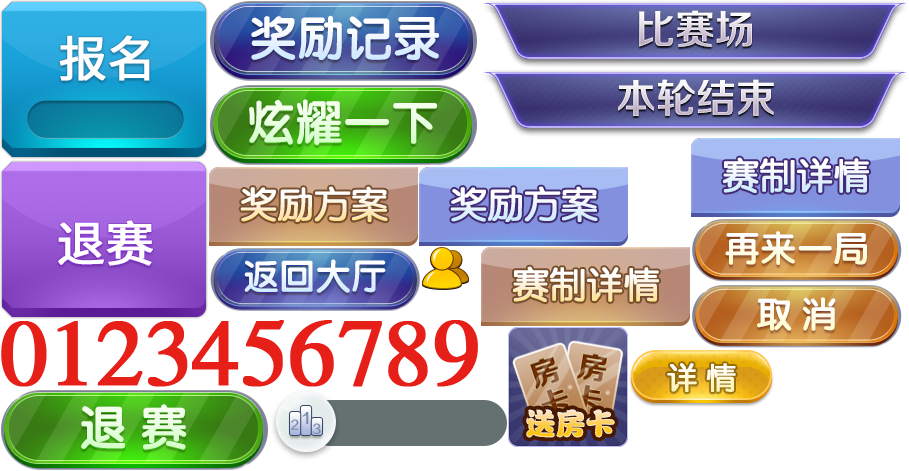 报名
奖励记录
比赛场
炫耀一下
本轮结束
退赛
奖励方案
奖励方案
赛制详情
返回大厅
赛制详情
再来一局
取消
0123456789
房卡
房卡
送房卡
详情
退赛
2 1 3